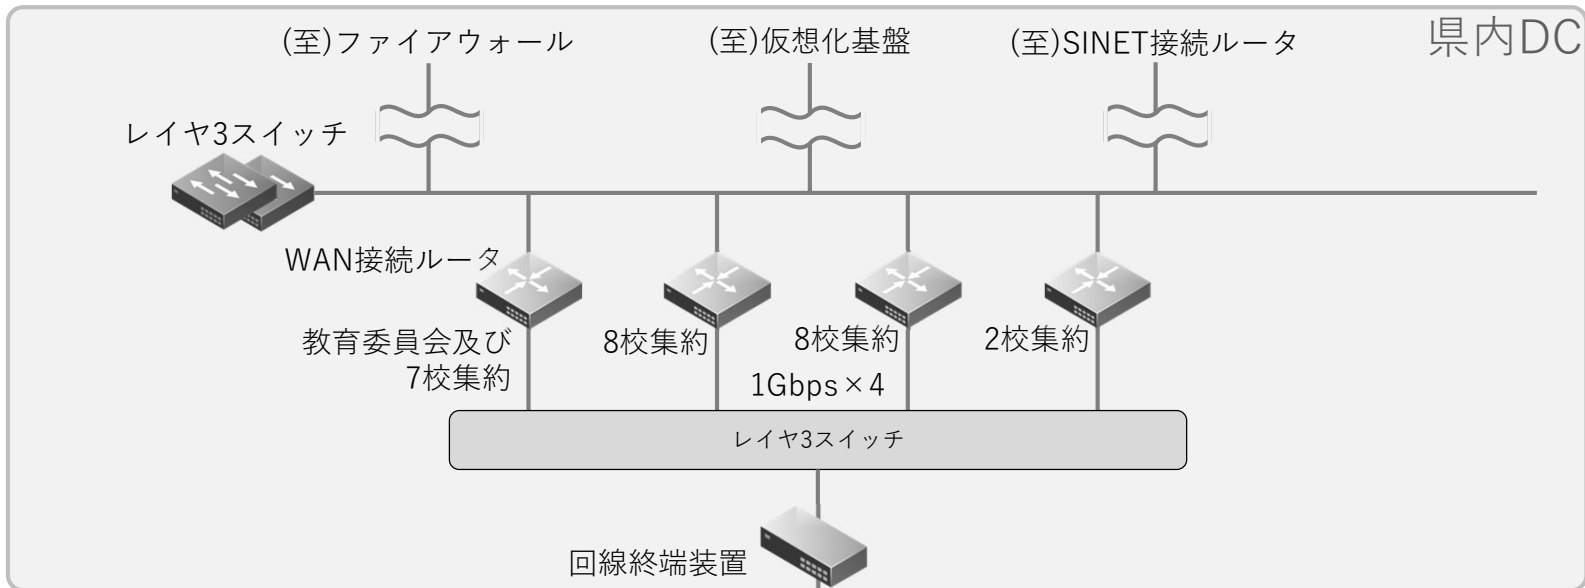 県内DC
(至)ファイアウォール
(至)仮想化基盤
(至)SINET接続ルータ
レイヤ3スイッチ
WAN接続ルータ
教育委員会及び
7校集約
8校集約
8校集約
2校集約
1Gbps×4
レイヤ3スイッチ
回線終端装置